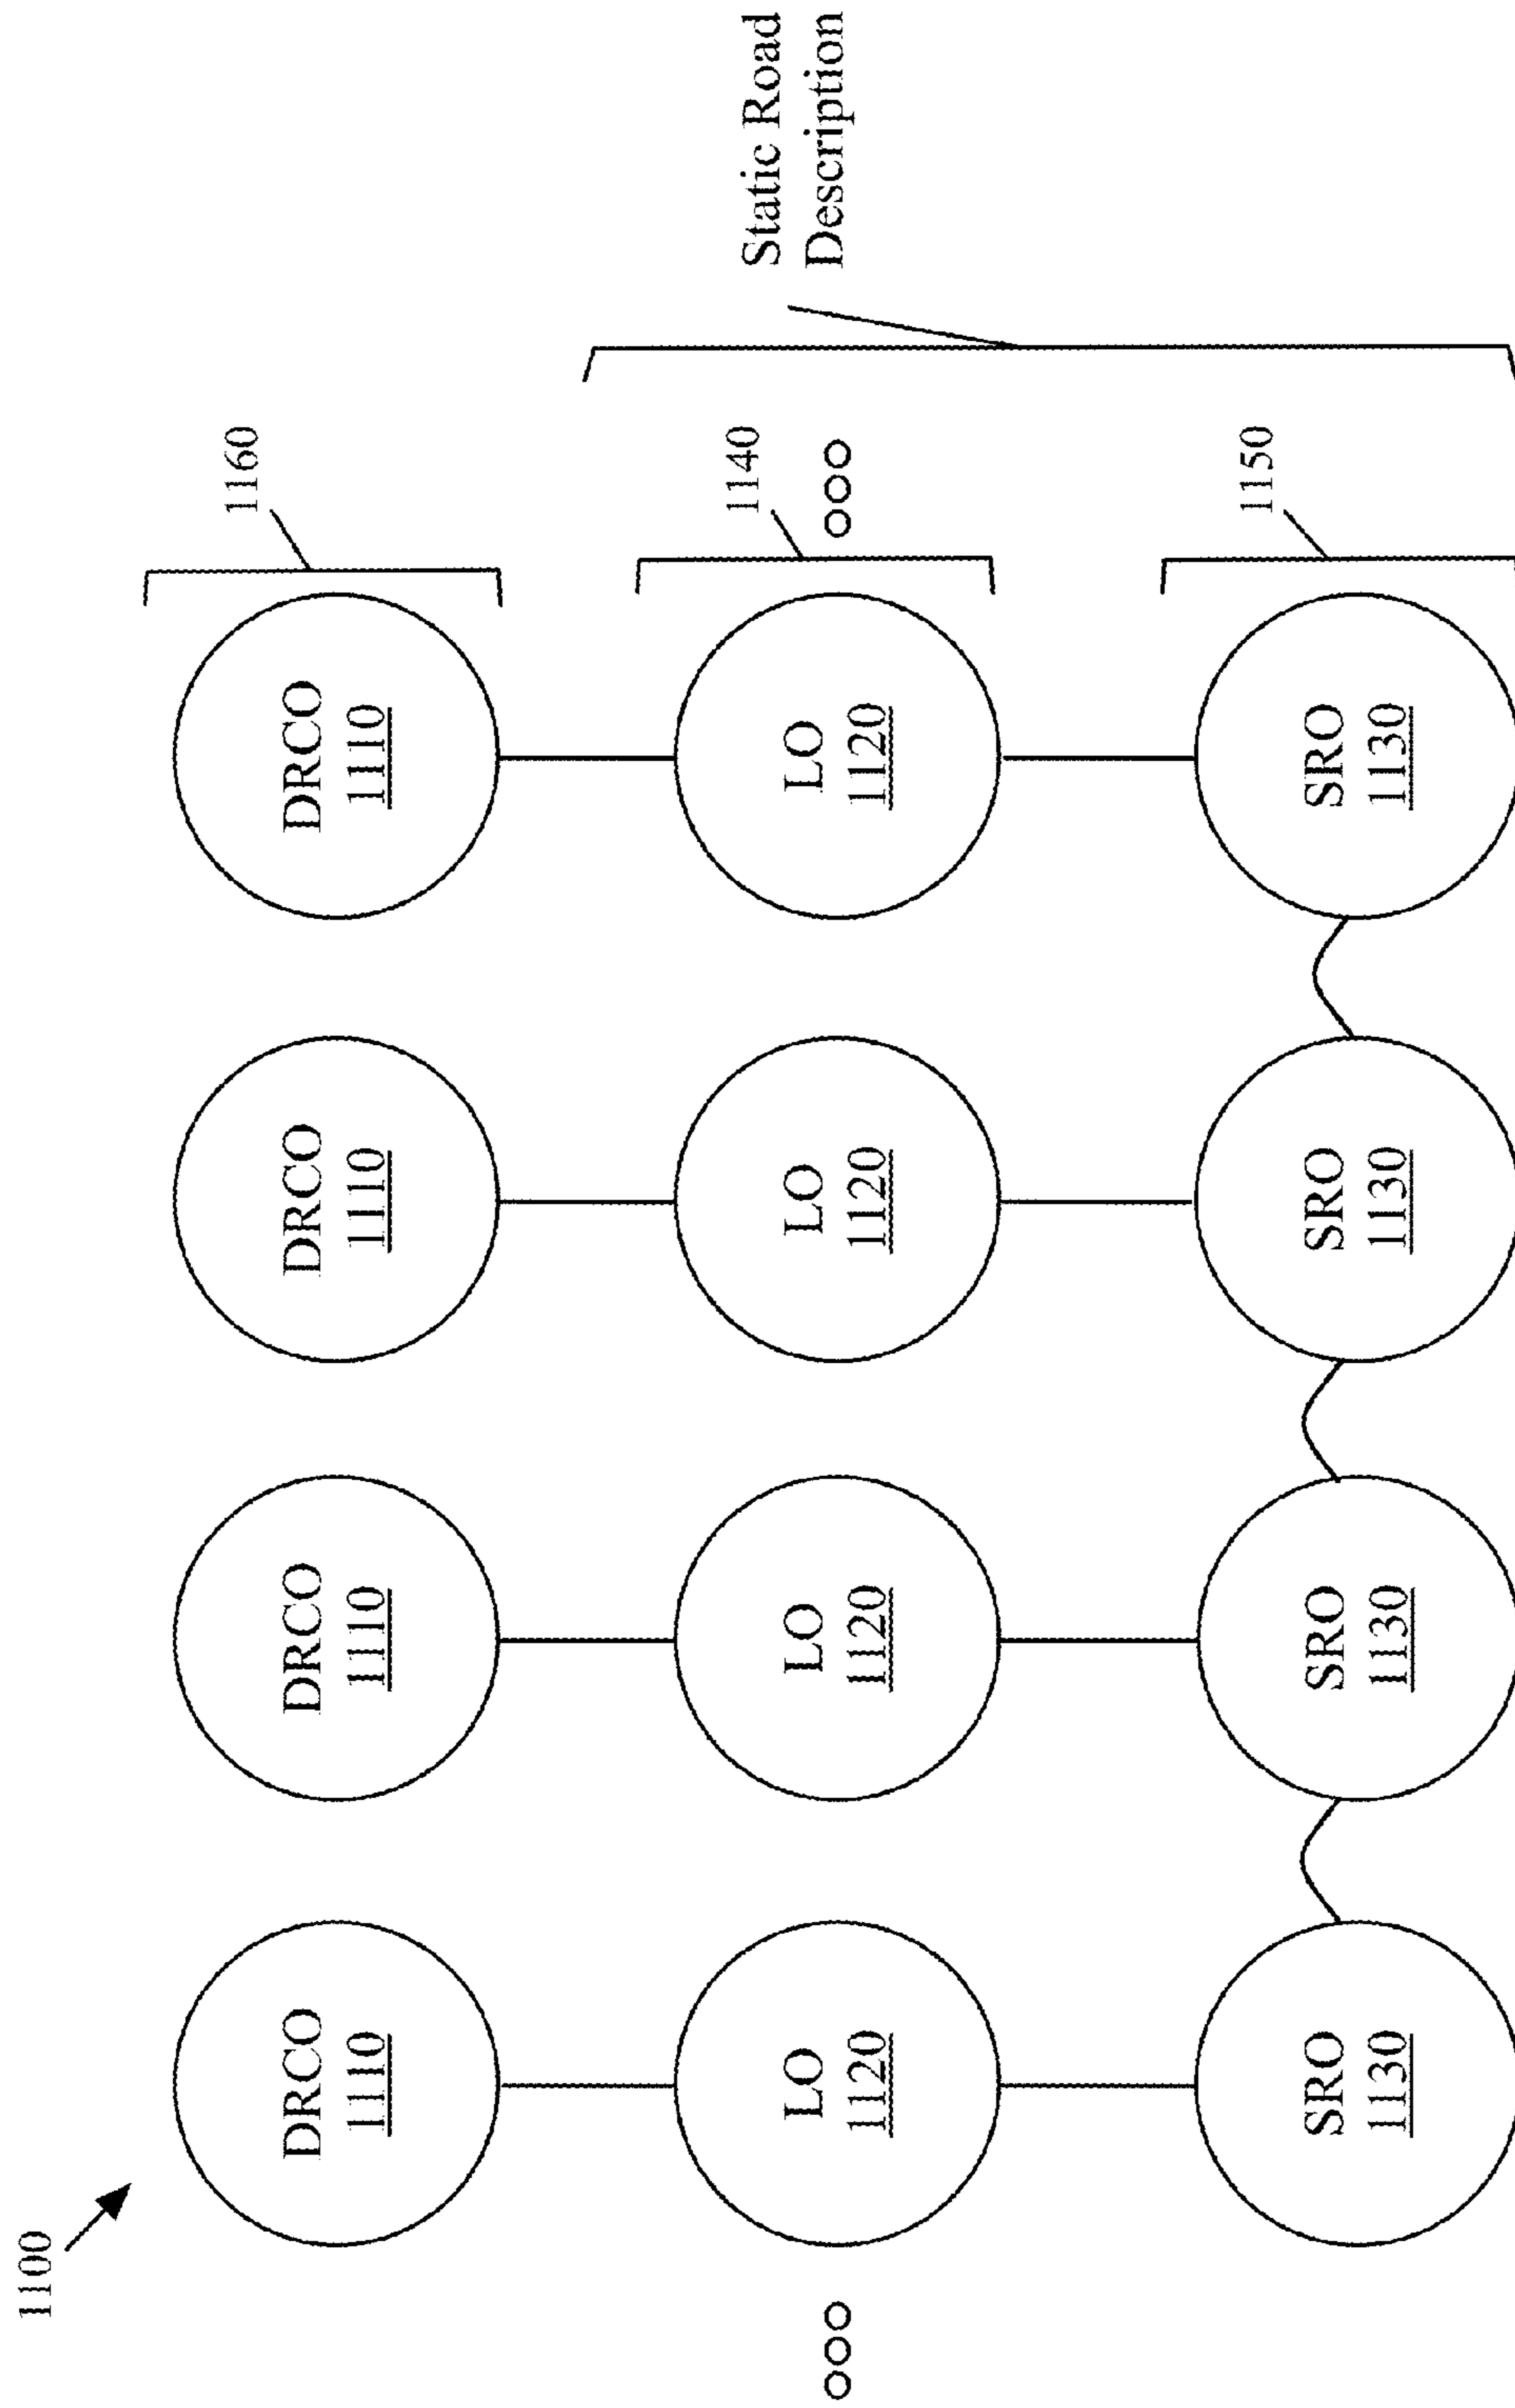 1100
1160
DRCO
1110
DRCO
1110
DRCO
1110
DRCO
1110
1140
Static Road
Description
LO
1120
LO
1120
LO
1120
LO
1120
1150
SRO
1130
SRO
1130
SRO
1130
SRO
1130